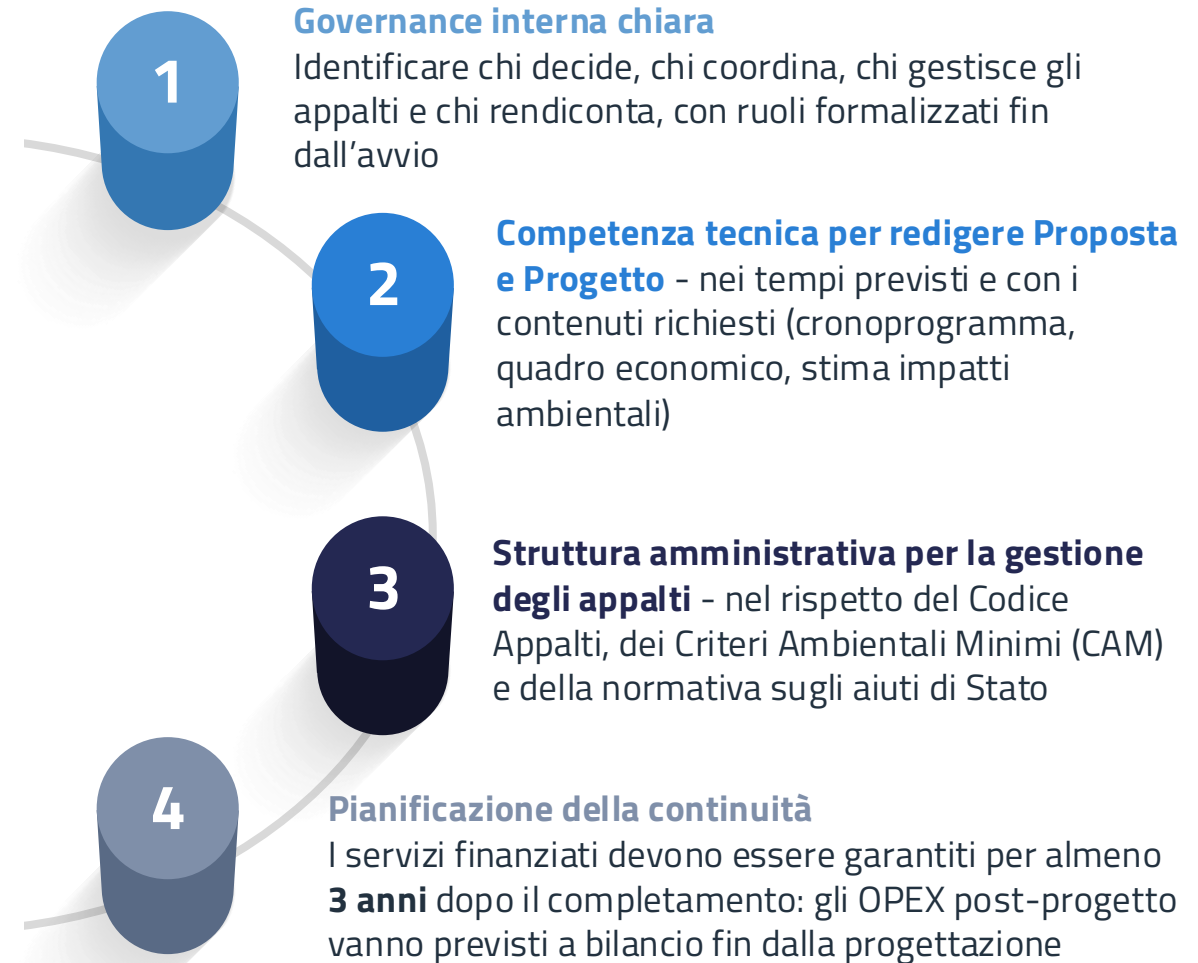 1
Governance interna chiara
Identificare chi decide, chi coordina, chi gestisce gli
appalti e chi rendiconta, con ruoli formalizzati fin
dall'avvio
2
Competenza tecnica per redigere Proposta
e Progetto - nei tempi previsti e con i
contenuti richiesti (cronoprogramma,
quadro economico, stima impatti
ambientali)
3
Struttura amministrativa per la gestione
degli appalti - nel rispetto del Codice
Appalti, dei Criteri Ambientali Minimi (CAM)
e della normativa sugli aiuti di Stato
4
Pianificazione della continuità
I servizi finanziati devono essere garantiti per almeno
3 anni dopo il completamento: gli OPEX post-progetto
vanno previsti a bilancio fin dalla progettazione